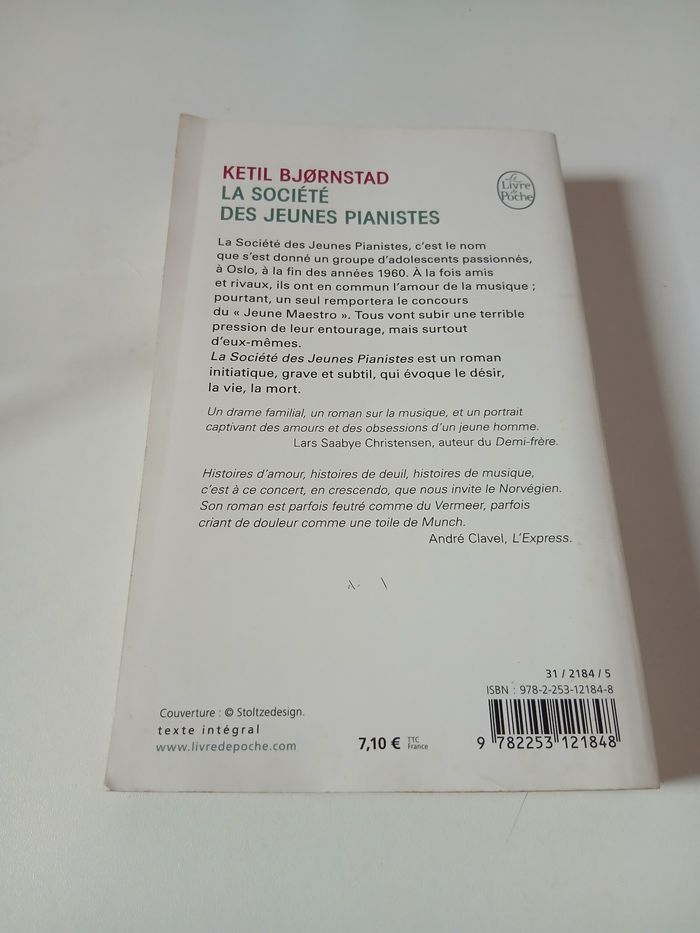 KETIL BJØRNSTAD
LA SOCIÉTÉ
DES JEUNES PIANISTES
Le
Livre
de
Poche
La Société des Jeunes Pianistes, c'est le nom
que s'est donné un groupe d'adolescents passionnés,
à Oslo, à la fin des années 1960. À la fois amis
et rivaux, ils ont en commun l'amour de la musique ;
pourtant, un seul remportera le concours
du « Jeune Maestro ». Tous vont subir une terrible
pression de leur entourage, mais surtout
d'eux-mêmes.
La Société des Jeunes Pianistes est un roman
initiatique, grave et subtil, qui évoque le désir,
la vie, la mort.
Un drame familial, un roman sur la musique, et un portrait
captivant des amours et des obsessions d'un jeune homme.
Lars Saabye Christensen, auteur du Demi-frère.
Histoires d'amour, histoires de deuil, histoires de musique,
c'est à ce concert, en crescendo, que nous invite le Norvégien.
Son roman est parfois feutré comme du Vermeer, parfois
criant de douleur comme une toile de Munch.
André Clavel, L'Express.
31 / 2184 / 5
ISBN : 978-2-253-12184-8
Couverture : © Stoltzedesign.
texte intégral
www.livredepoche.com
7,10 € TTC
France
9 782253 121848